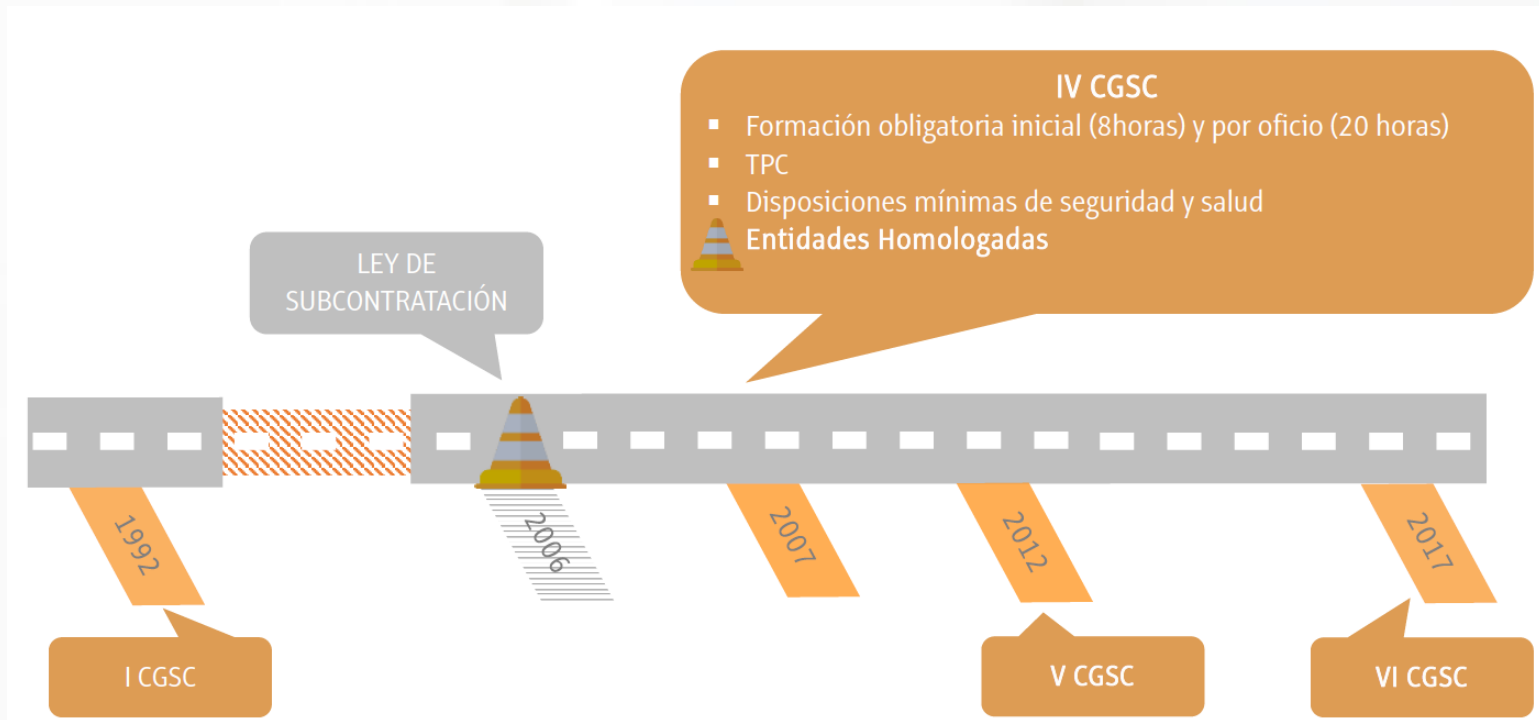 IV CGSC
▪ Formación obligatoria inicial (8horas) y por oficio (20 horas)
▪ TPC
▪ Disposiciones mínimas de seguridad y salud
Entidades Homologadas
LEY DE
SUBCONTRATACIÓN
1992
2006
2007
2012
2017
I CGSC
V CGSC
VI CGSC